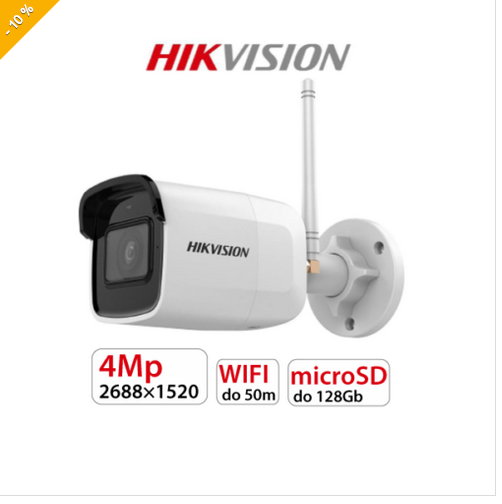 - 10 %
HIKVISION
HIKVISION
4Mp
2688×1520
WIFI
do 50m
microSD
do 128Gb